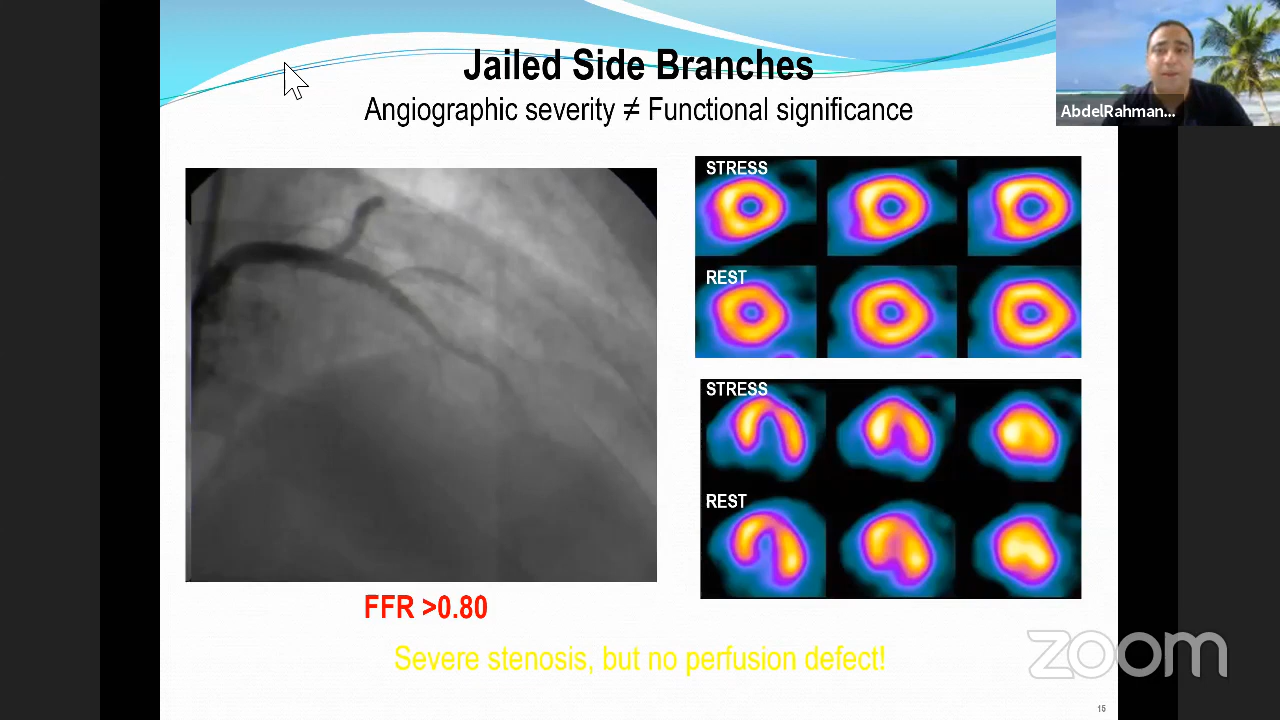 Jailed Side Branches
Angiographic severity ≠ Functional significance
AbdelRahman...
STRESS
REST
STRESS
REST
FFR >0.80
Severe stenosis, but no perfusion defect!
zoom
15